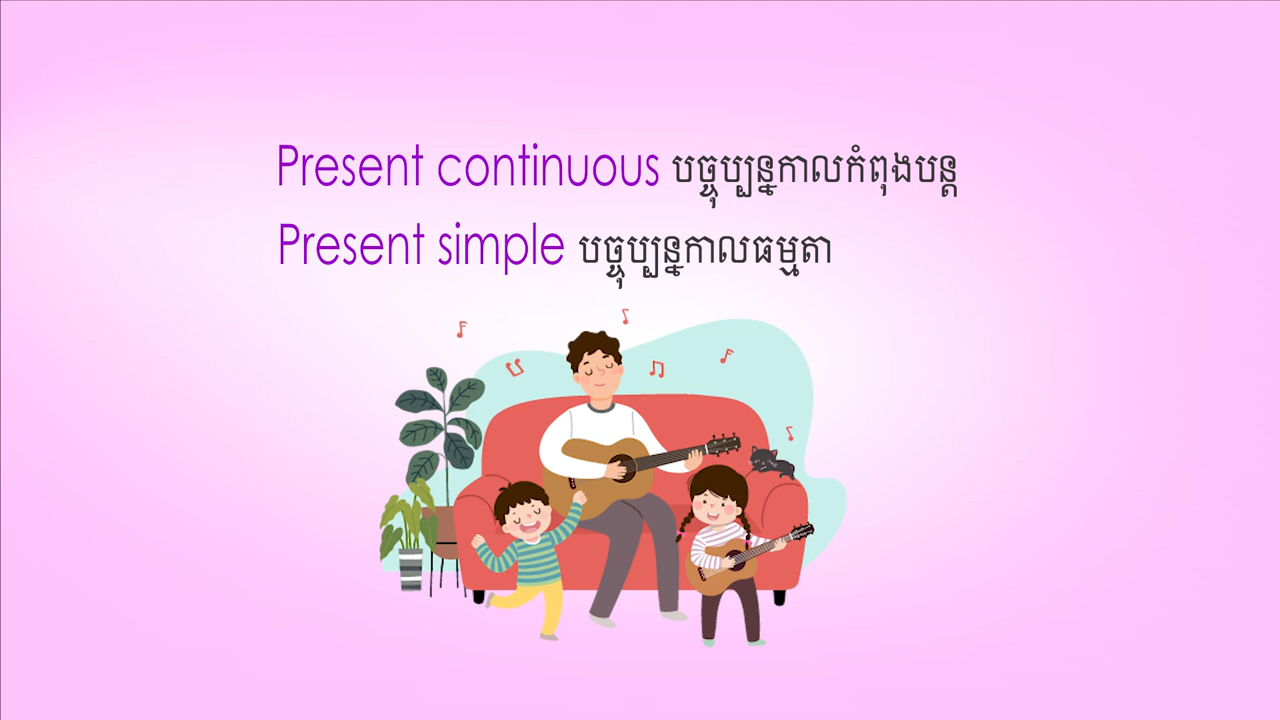 Present continuous បច្ចុប្បន្នកាលកំពុងបន្ត
Present simple បច្ចុប្បន្នកាលធម្មតា